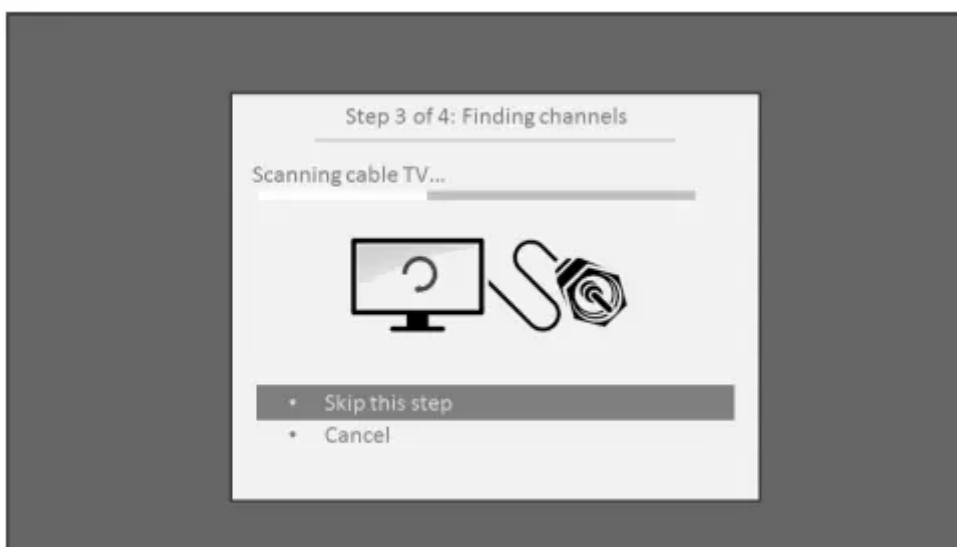 Step 3 of 4: Finding channels
Scanning cable TV...
• Skip this step
• Cancel